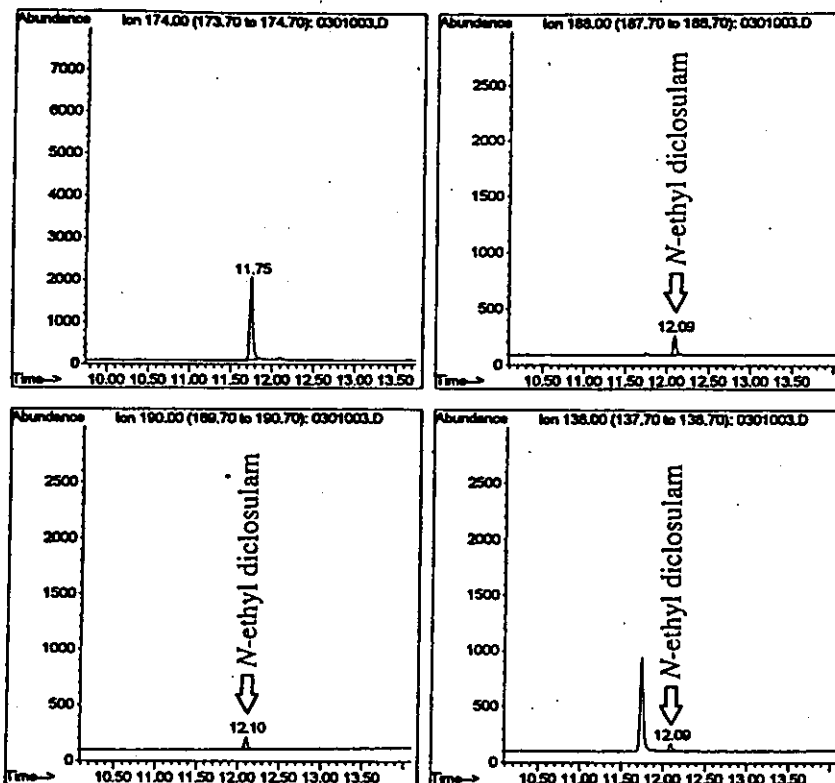 Abundance
Ion 174.00 (173.70 to 174.70): 0301003.D
7000
6000
5000
4000
3000
2000
1000
0
11.75
Time-->
10.00 10.50 11.00 11.50 12.00 12.50 13.00 13.50
Abundance
Ion 188.00 (187.70 to 188.70): 0301003.D
2500
2000
1500
1000
500
0
N-ethyl diclosulam
12.09
Time-->
10.50 11.00 11.50 12.00 12.50 13.00 13.50
Abundance
Ion 190.00 (189.70 to 190.70): 0301003.D
2500
2000
1500
1000
500
0
N-ethyl diclosulam
12.10
Time-->
10.50 11.00 11.50 12.00 12.50 13.00 13.50
Abundance
Ion 138.00 (137.70 to 138.70): 0301003.D
2500
2000
1500
1000
500
0
N-ethyl diclosulam
12.09
Time-->
10.50 11.00 11.50 12.00 12.50 13.00 13.50